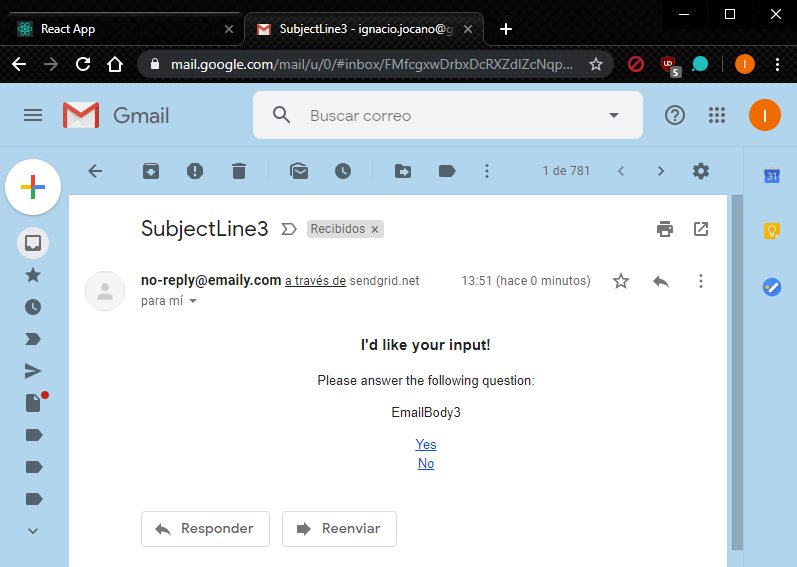 React App
SubjectLine3 - ignacio.jocano@g
mail.google.com/mail/u/0/#inbox/FMfcgxwDrbxDcRXZdlZcNqp...
UD
5
I
Gmail
Buscar correo
I
1 de 781
31
SubjectLine3
Recibidos ×
no-reply@emaily.com a través de sendgrid.net
13:51 (hace 0 minutos)
para mí
I'd like your input!
Please answer the following question:
EmailBody3
Yes
No
Responder
Reenviar